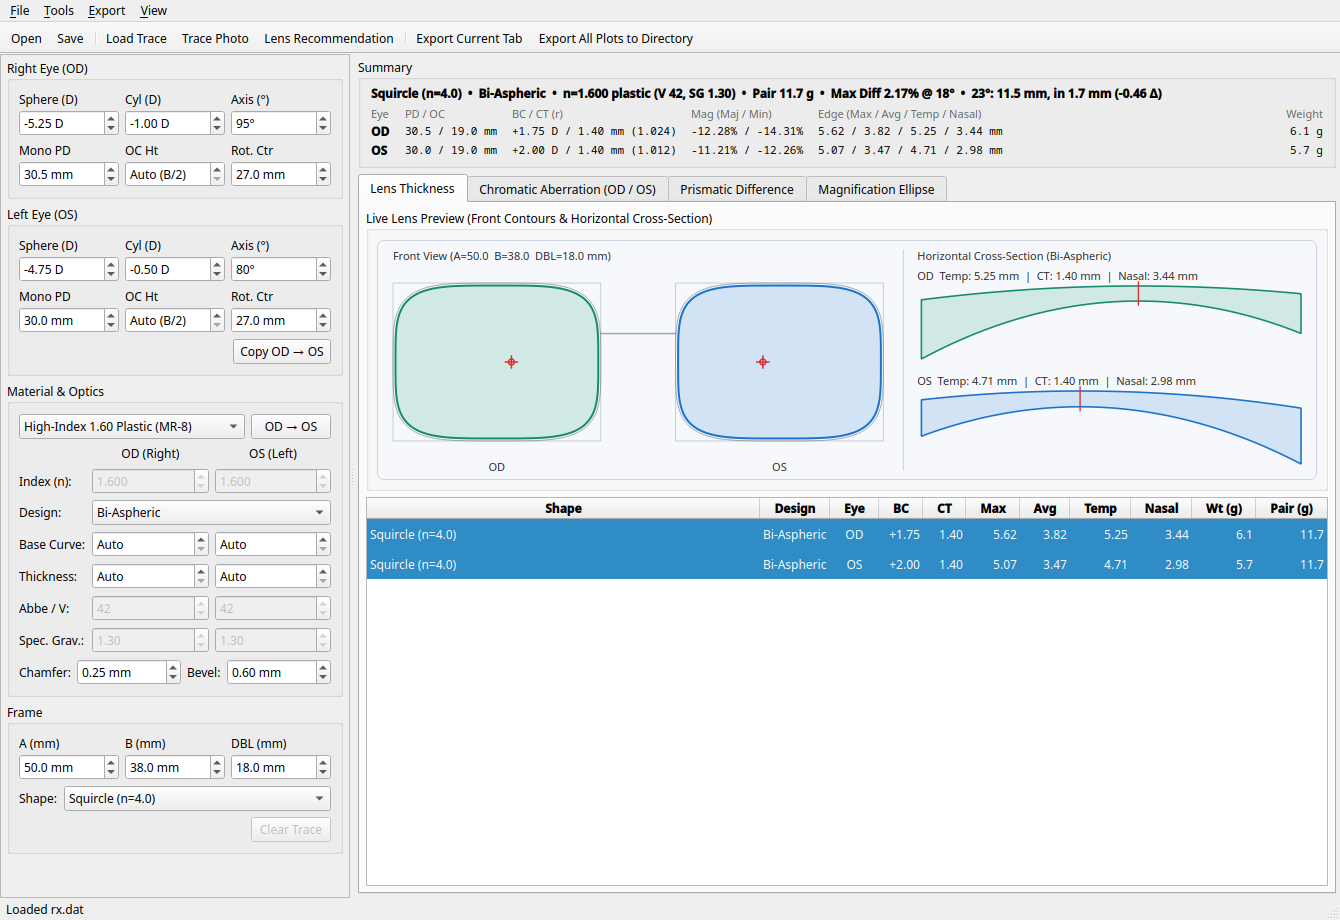 File Tools Export View
Open Save Load Trace Trace Photo Lens Recommendation Export Current Tab Export All Plots to Directory
Right Eye (OD)
Sphere (D) Cyl (D) Axis (°)
-5.25 D -1.00 D 95°
Mono PD OC Ht Rot. Ctr
30.5 mm Auto (B/2) 27.0 mm
Left Eye (OS)
Sphere (D) Cyl (D) Axis (°)
-4.75 D -0.50 D 80°
Mono PD OC Ht Rot. Ctr
30.0 mm Auto (B/2) 27.0 mm
Copy OD → OS
Material & Optics
High-Index 1.60 Plastic (MR-8) OD → OS
OD (Right) OS (Left)
Index (n): 1.600 1.600
Design: Bi-Aspheric
Base Curve: Auto Auto
Thickness: Auto Auto
Abbe / V: 42 42
Spec. Grav.: 1.30 1.30
Chamfer: 0.25 mm Bevel: 0.60 mm
Frame
A (mm) B (mm) DBL (mm)
50.0 mm 38.0 mm 18.0 mm
Shape: Squircle (n=4.0)
Clear Trace
Summary
Squircle (n=4.0) • Bi-Aspheric • n=1.600 plastic (V 42, SG 1.30) • Pair 11.7 g • Max Diff 2.17% @ 18° • 23°: 11.5 mm, in 1.7 mm (-0.46 Δ)
Eye PD / OC BC / CT (r) Mag (Maj / Min) Edge (Max / Avg / Temp / Nasal) Weight
OD 30.5 / 19.0 mm +1.75 D / 1.40 mm (1.024) -12.28% / -14.31% 5.62 / 3.82 / 5.25 / 3.44 mm 6.1 g
OS 30.0 / 19.0 mm +2.00 D / 1.40 mm (1.012) -11.21% / -12.26% 5.07 / 3.47 / 4.71 / 2.98 mm 5.7 g
Lens Thickness Chromatic Aberration (OD / OS) Prismatic Difference Magnification Ellipse
Live Lens Preview (Front Contours & Horizontal Cross-Section)
Front View (A=50.0 B=38.0 DBL=18.0 mm)
OD OS
Horizontal Cross-Section (Bi-Aspheric)
OD Temp: 5.25 mm | CT: 1.40 mm | Nasal: 3.44 mm
OS Temp: 4.71 mm | CT: 1.40 mm | Nasal: 2.98 mm
Shape Design Eye BC CT Max Avg Temp Nasal Wt (g) Pair (g)
Squircle (n=4.0) Bi-Aspheric OD +1.75 1.40 5.62 3.82 5.25 3.44 6.1 11.7
Squircle (n=4.0) Bi-Aspheric OS +2.00 1.40 5.07 3.47 4.71 2.98 5.7 11.7
Loaded rx.dat